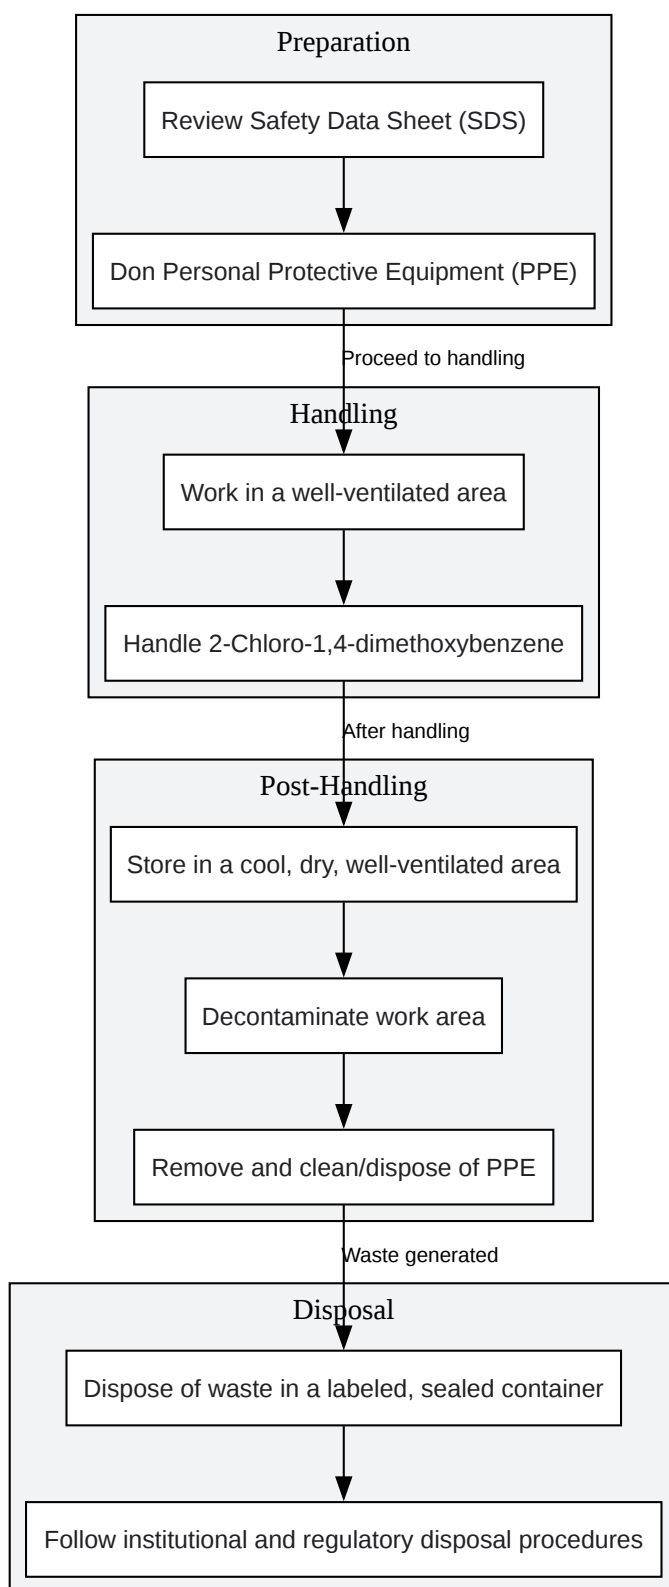 Preparation
Review Safety Data Sheet (SDS)
Don Personal Protective Equipment (PPE)
Proceed to handling
Handling
Work in a well-ventilated area
Handle 2-Chloro-1,4-dimethoxybenzene
After handling
Post-Handling
Store in a cool, dry, well-ventilated area
Decontaminate work area
Remove and clean/dispose of PPE
Waste generated
Disposal
Dispose of waste in a labeled, sealed container
Follow institutional and regulatory disposal procedures